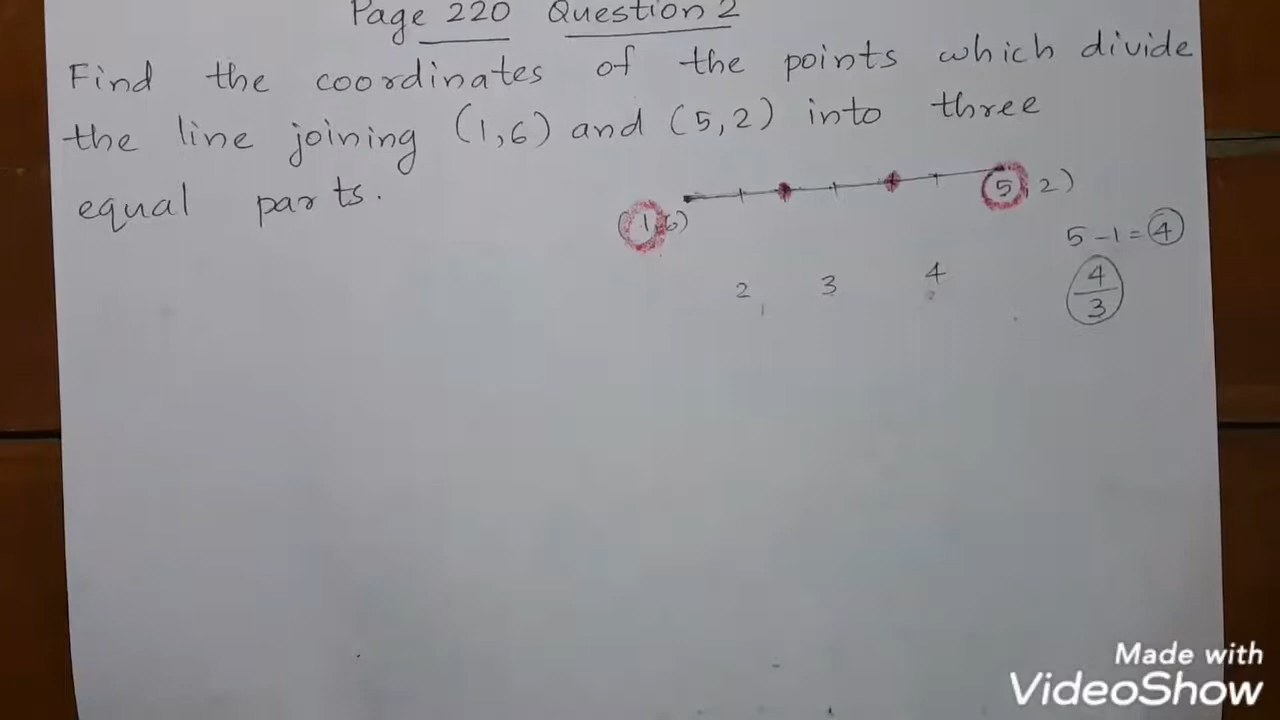 Page 220 Question 2
Find the coordinates of the points which divide
the line joining (1,6) and (5,2) into three
equal parts.
(1,6)
5, 2)
5-1=4
2 3 4
4/3
Made with
VideoShow